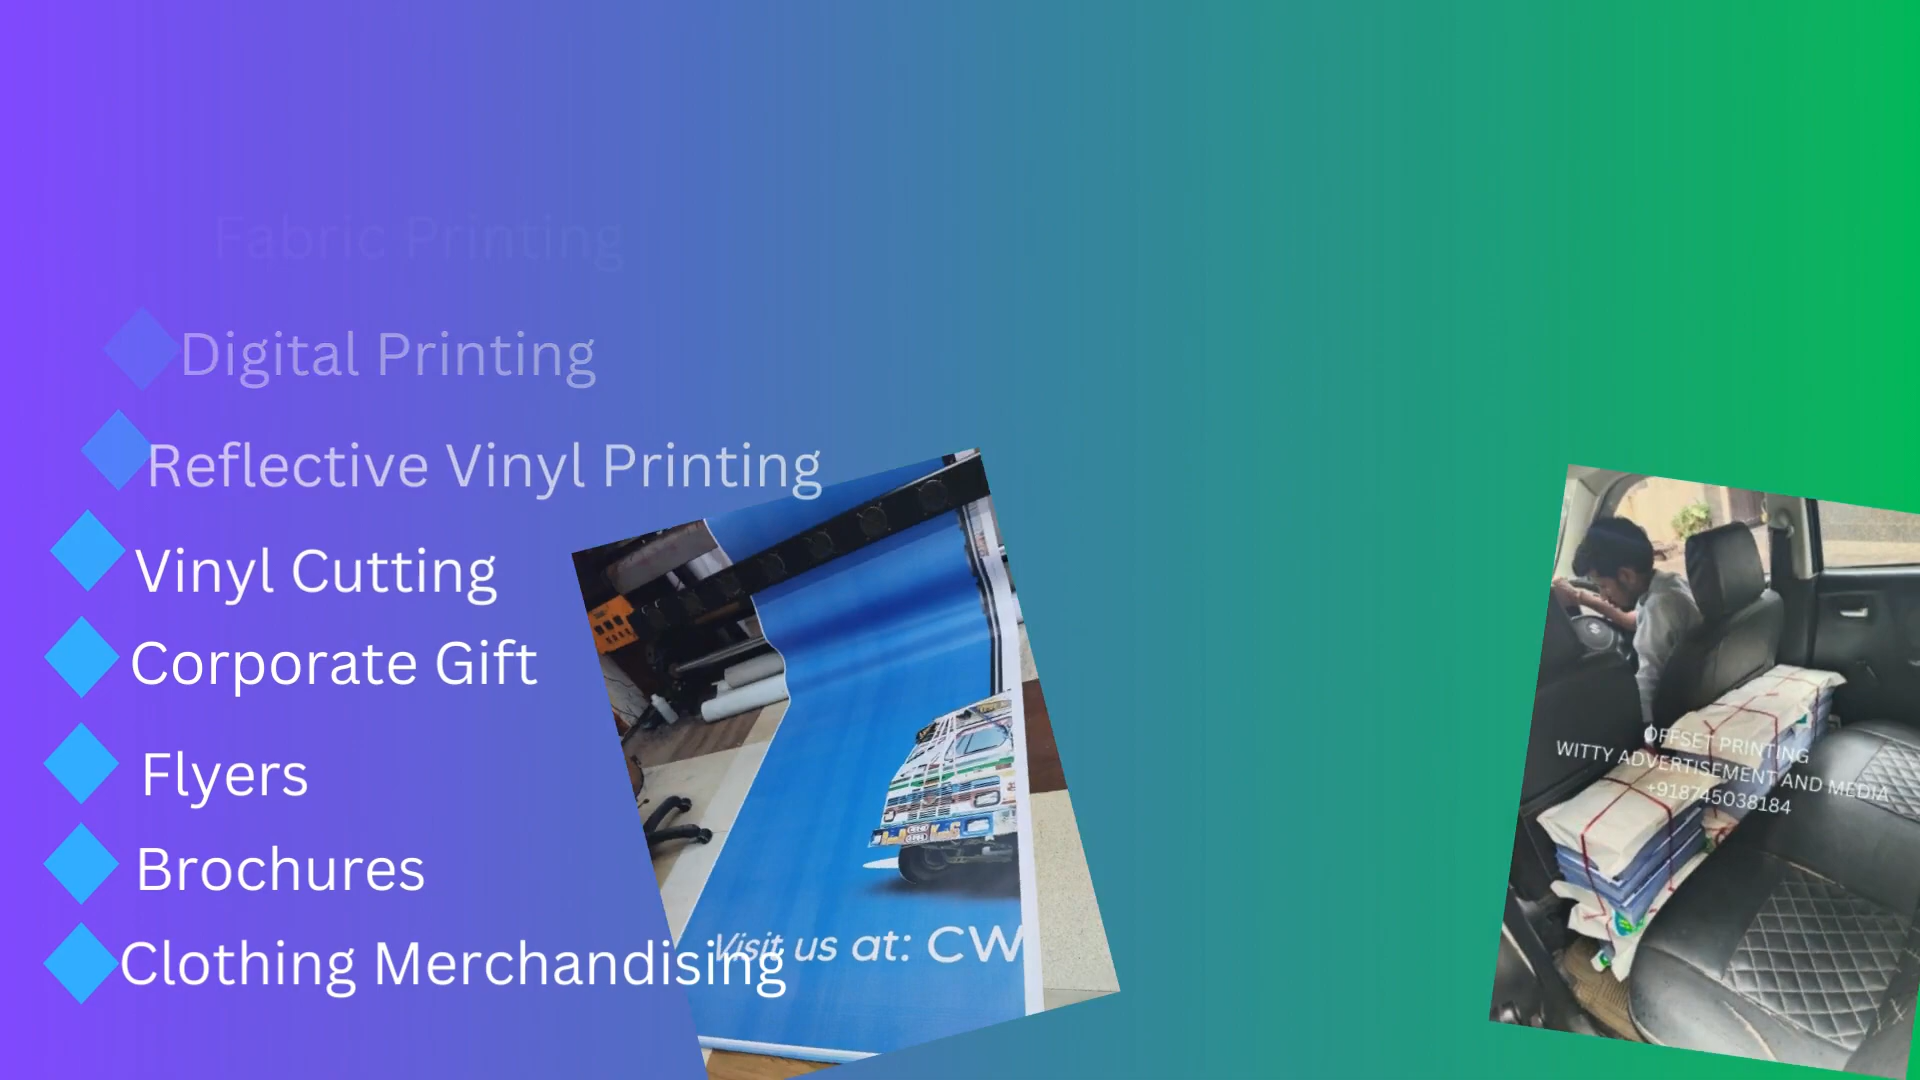 Fabric Printing
Digital Printing
Reflective Vinyl Printing
Vinyl Cutting
Corporate Gift
Flyers
Brochures
Clothing Merchandising
Visit us at: CW
OFFSET PRINTING
WITTY ADVERTISEMENT AND MEDIA
+918745038184